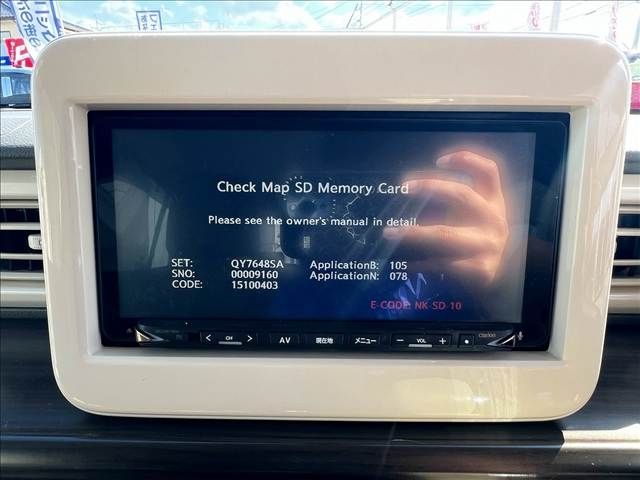 Check Map SD Memory Card
Please see the owner's manual in detail.
SET: QY7648SA ApplicationB: 105
SNO: 00009160 ApplicationN: 078
CODE: 15100403
E-CODE: NK-SD-10
CH AV 現在地 メニュー − VOL + Clarion